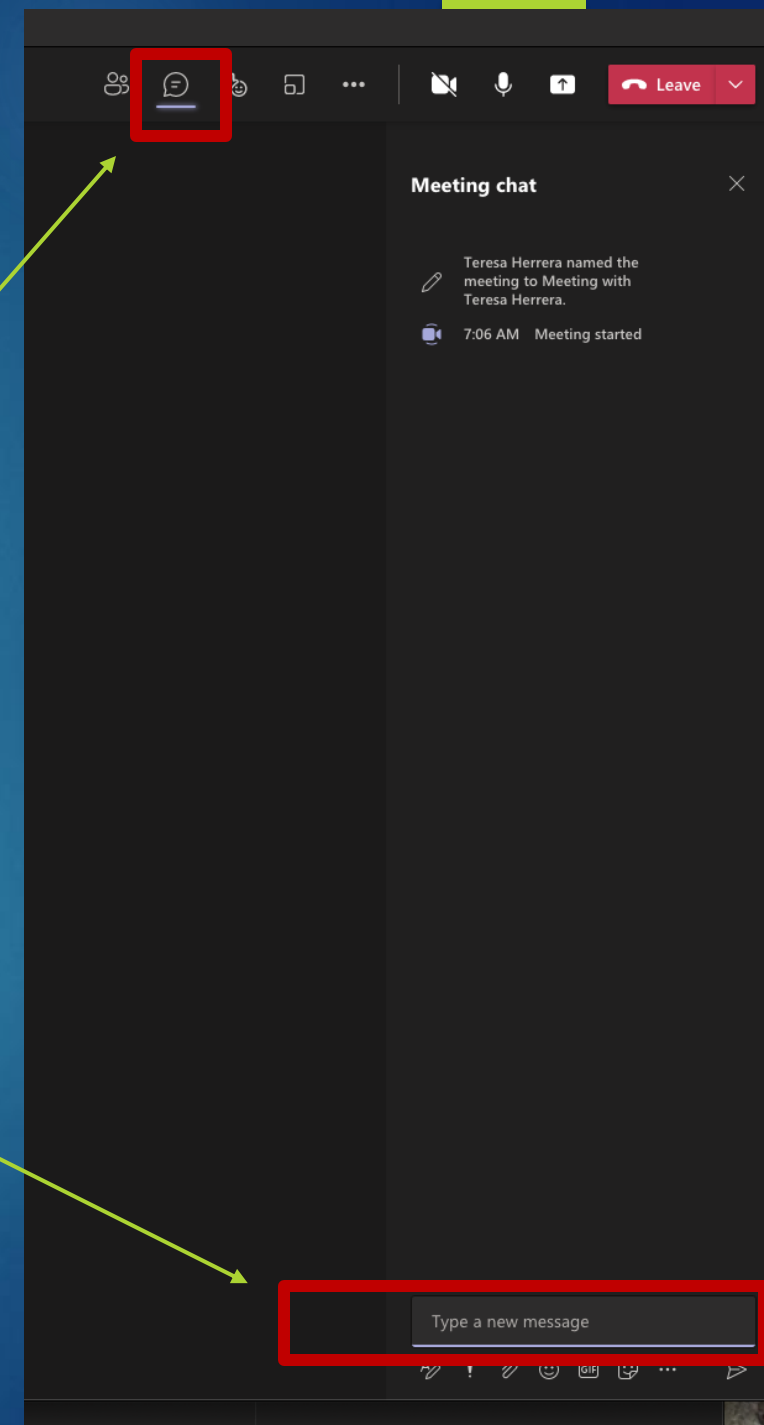 Leave
Meeting chat
Teresa Herrera named the
meeting to Meeting with
Teresa Herrera.
7:06 AM Meeting started
Type a new message
GIF